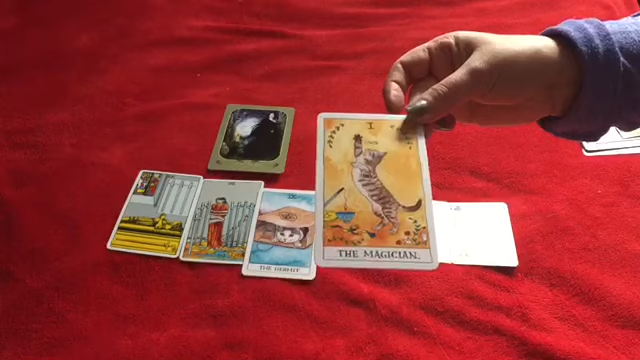 I
THE MAGICIAN.
THE HERMIT